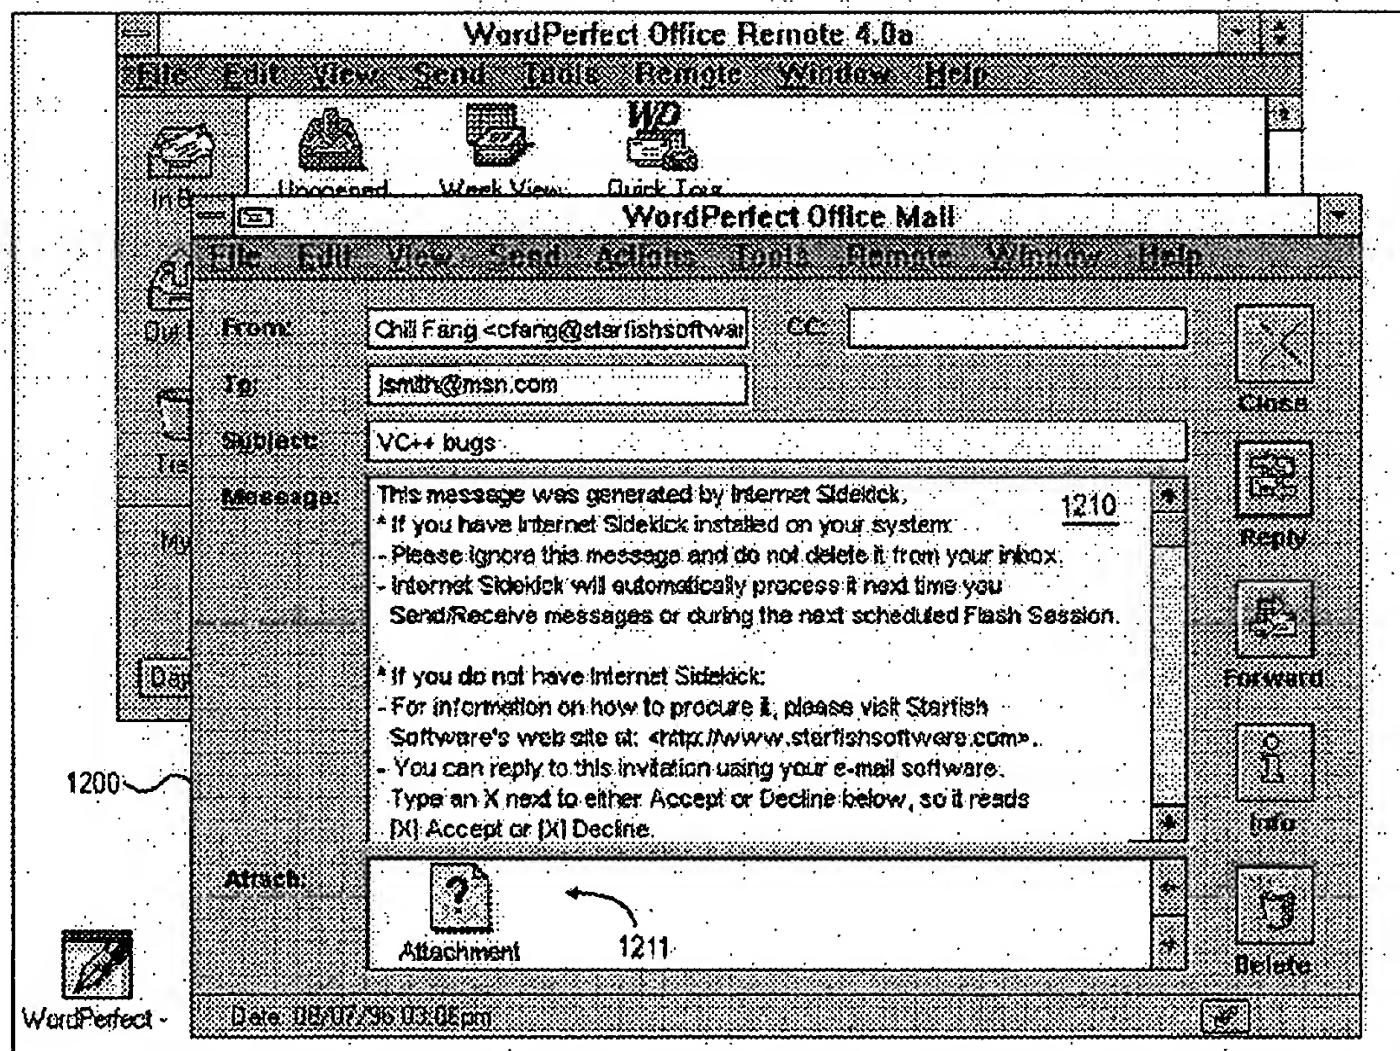 WordPerfect Office Remote 4.0a
File Edit View Send Tools Remote Window Help
Unopened Week View Quick Tour
In B
WordPerfect Office Mail
File Edit View Send Actions Tools Remote Window Help
Out
From: Chill Fang <cfang@starfishsoftwar CC:
To: jsmith@msn.com
Close
Subject: VC++ bugs
Message: This message was generated by Internet Sidekick.
1210
* If you have Internet Sidekick installed on your system:
- Please ignore this message and do not delete it from your inbox.
Reply
My
- Internet Sidekick will automatically process it next time you
Send/Receive messages or during the next scheduled Flash Session.
* If you do not have Internet Sidekick:
Forward
- For information on how to procure it, please visit Starfish
Software's web site at: <http://www.starfishsoftware.com>.
1200
- You can reply to this invitation using your e-mail software.
Type an X next to either Accept or Decline below, so it reads
[X] Accept or [X] Decline.
Info
Attach:
Attachment
1211
Delete
WordPerfect -
Date: 08/07/96 03:06pm